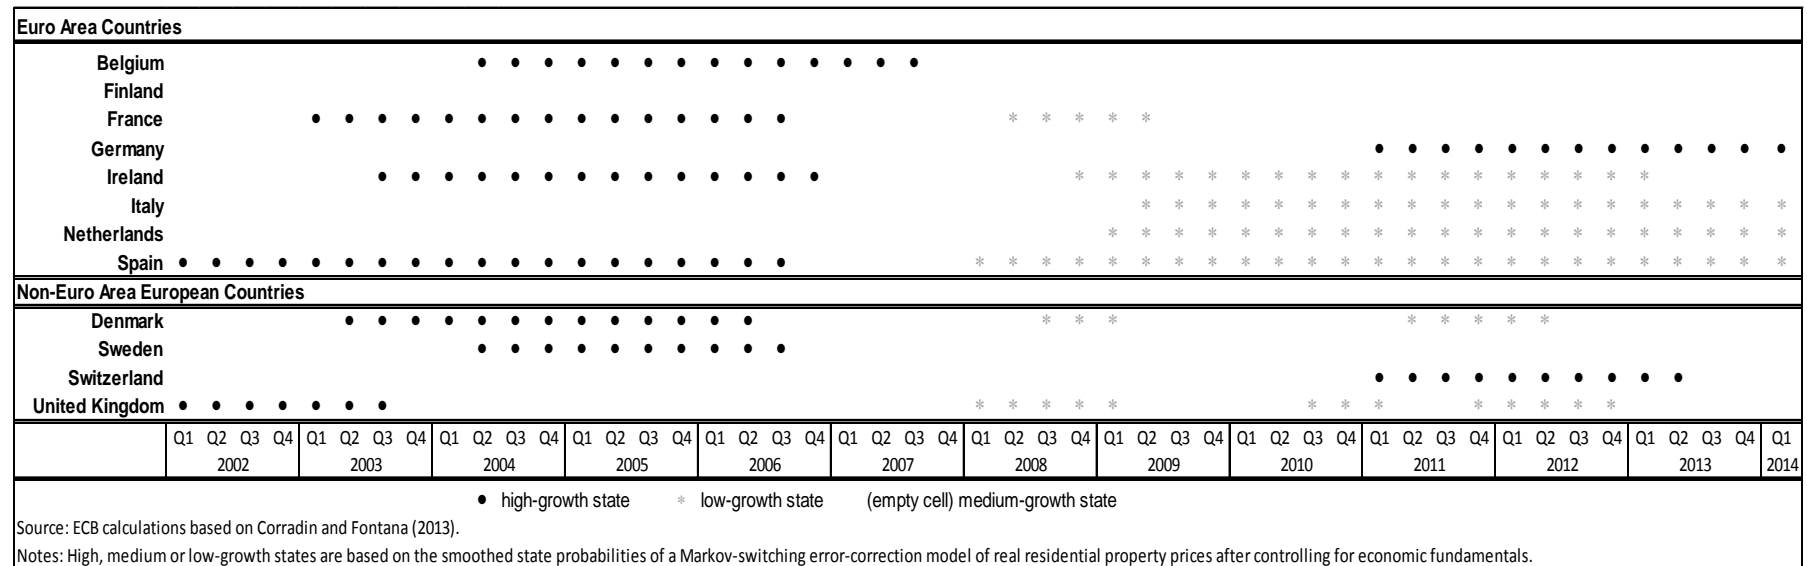 Euro Area Countries
Belgium
Finland
France
Germany
Ireland
Italy
Netherlands
Spain
Non-Euro Area European Countries
Denmark
Sweden
Switzerland
United Kingdom
Q1 Q2 Q3 Q4 Q1 Q2 Q3 Q4 Q1 Q2 Q3 Q4 Q1 Q2 Q3 Q4 Q1 Q2 Q3 Q4 Q1 Q2 Q3 Q4 Q1 Q2 Q3 Q4 Q1 Q2 Q3 Q4 Q1 Q2 Q3 Q4 Q1 Q2 Q3 Q4 Q1 Q2 Q3 Q4 Q1 Q2 Q3 Q4 Q1
2002 2003 2004 2005 2006 2007 2008 2009 2010 2011 2012 2013 2014
• high-growth state * low-growth state (empty cell) medium-growth state
Source: ECB calculations based on Corradin and Fontana (2013).
Notes: High, medium or low-growth states are based on the smoothed state probabilities of a Markov-switching error-correction model of real residential property prices after controlling for economic fundamentals.